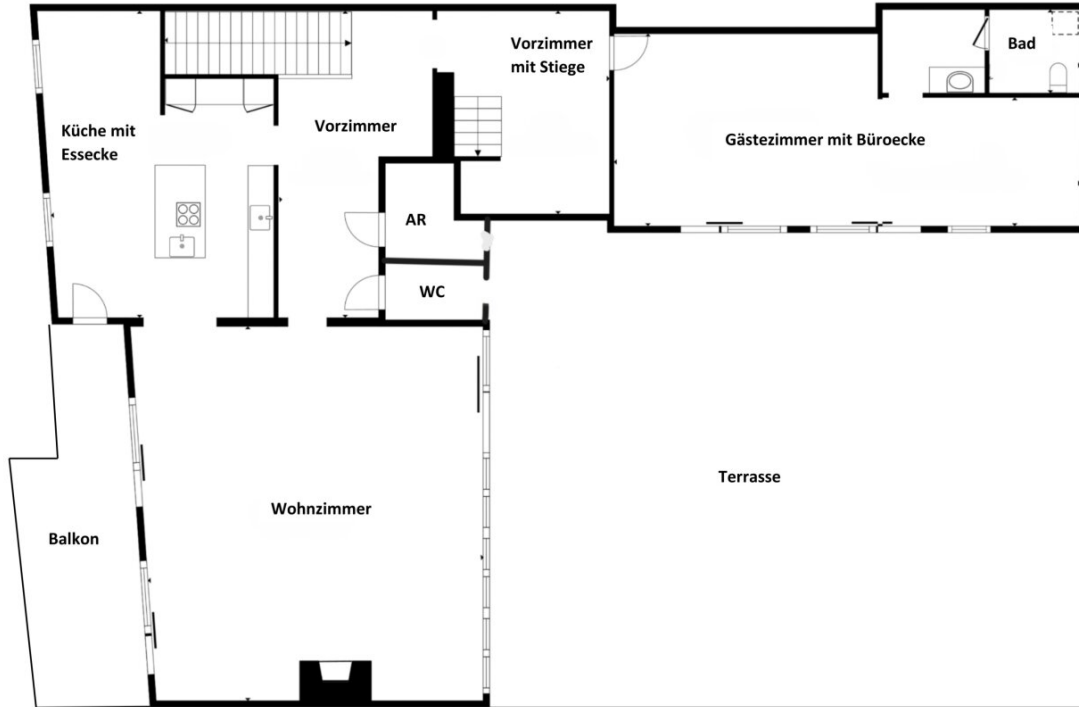 Vorzimmer
mit Stiege
Bad
Küche mit
Essecke
Vorzimmer
Gästezimmer mit Büroecke
AR
WC
Terrasse
Wohnzimmer
Balkon